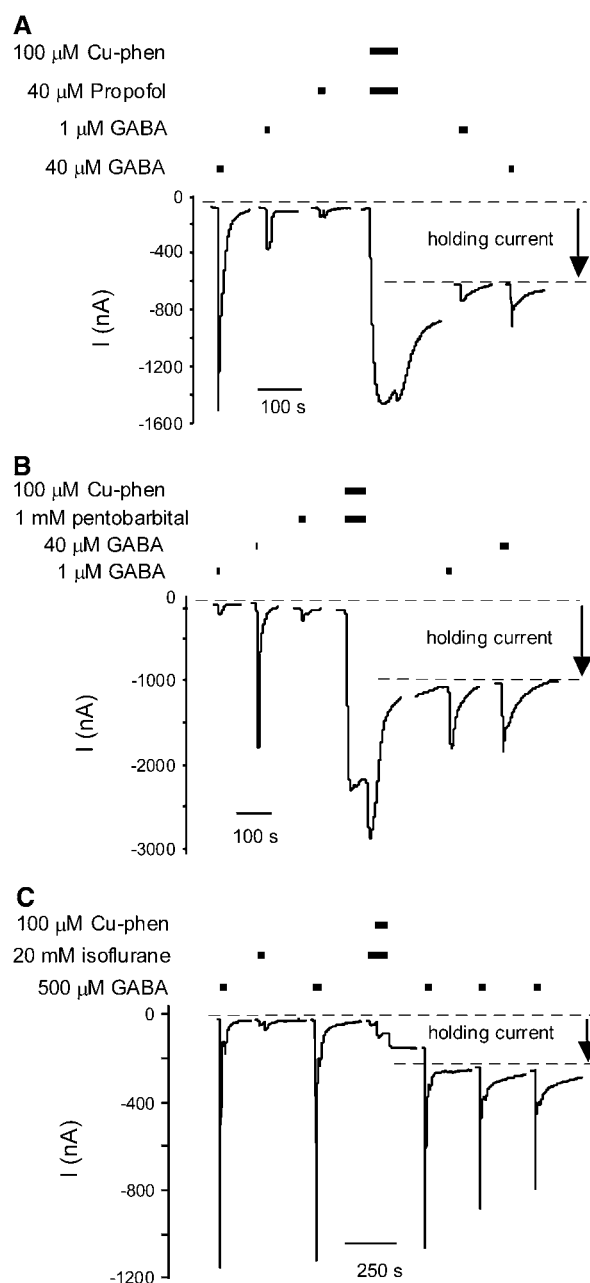 A
100 µM Cu-phen
40 µM Propofol
1 µM GABA
40 µM GABA
0
-400
-800
-1200
-1600
I (nA)
holding current
100 s
B
100 µM Cu-phen
1 mM pentobarbital
40 µM GABA
1 µM GABA
0
-1000
-2000
-3000
I (nA)
holding current
100 s
C
100 µM Cu-phen
20 mM isoflurane
500 µM GABA
0
-400
-800
-1200
I (nA)
holding current
250 s